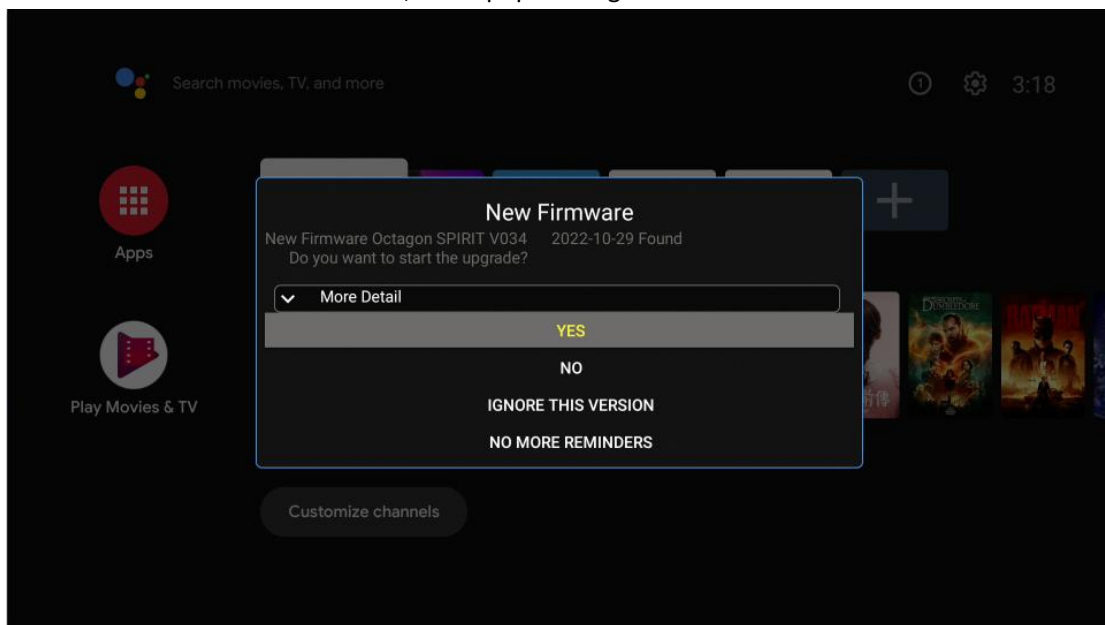 Search movies, TV, and more
1
3:18
New Firmware
New Firmware Octagon SPIRIT V034 2022-10-29 Found
Do you want to start the upgrade?
More Detail
YES
NO
IGNORE THIS VERSION
NO MORE REMINDERS
Apps
Play Movies & TV
Customize channels